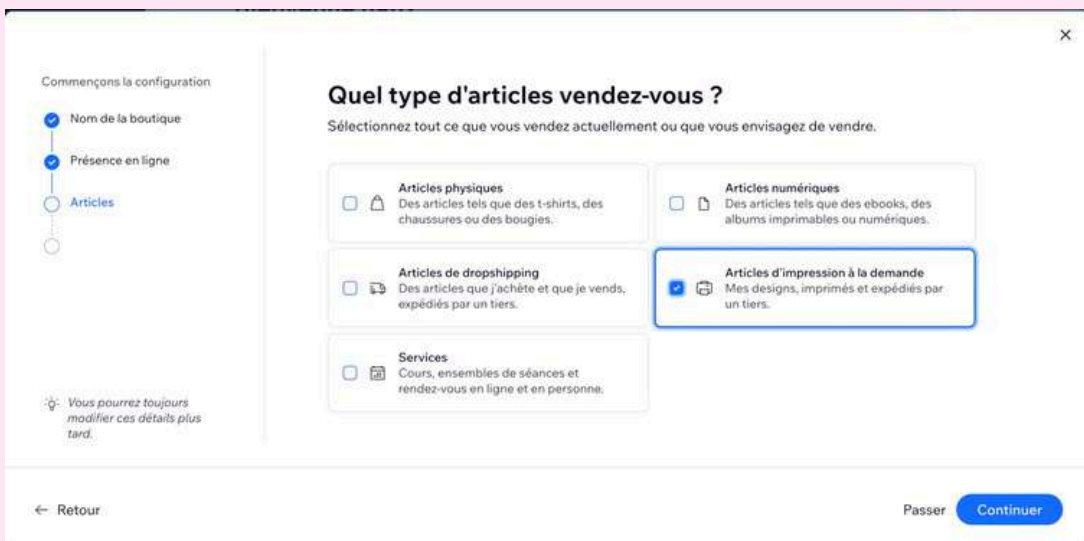 Commençons la configuration
Nom de la boutique
Présence en ligne
Articles
Vous pourrez toujours
modifier ces détails plus
tard.
Quel type d'articles vendez-vous ?
Sélectionnez tout ce que vous vendez actuellement ou que vous envisagez de vendre.
Articles physiques
Des articles tels que des t-shirts, des
chaussures ou des bougies.
Articles numériques
Des articles tels que des ebooks, des
albums imprimables ou numériques.
Articles de dropshipping
Des articles que j'achète et que je vends,
expédiés par un tiers.
Articles d'impression à la demande
Mes designs, imprimés et expédiés par
un tiers.
Services
Cours, ensembles de séances et
rendez-vous en ligne et en personne.
← Retour
Passer
Continuer